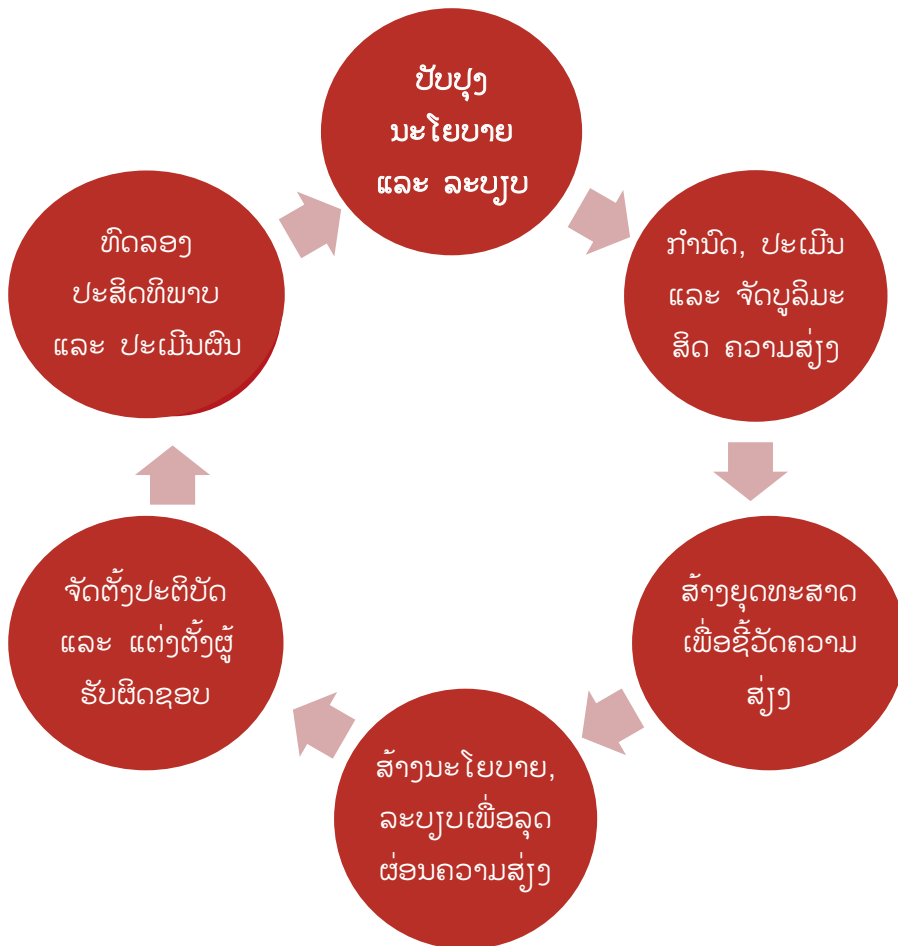 ປັບປຸງ
ນະໂຍບາຍ
ແລະ ລະບຽບ
ກຳນົດ, ປະເມີນ
ແລະ ຈັດບູລິມະ
ສິດ ຄວາມສ່ຽງ
ສ້າງຍຸດທະສາດ
ເພື່ອຊີ້ວັດຄວາມ
ສ່ຽງ
ສ້າງນະໂຍບາຍ,
ລະບຽບເພື່ອລຸດ
ຜ່ອນຄວາມສ່ຽງ
ຈັດຕັ້ງປະຕິບັດ
ແລະ ແຕ່ງຕັ້ງຜູ້
ຮັບຜິດຊອບ
ທົດລອງ
ປະສິດທິພາບ
ແລະ ປະເມີນຜົນ